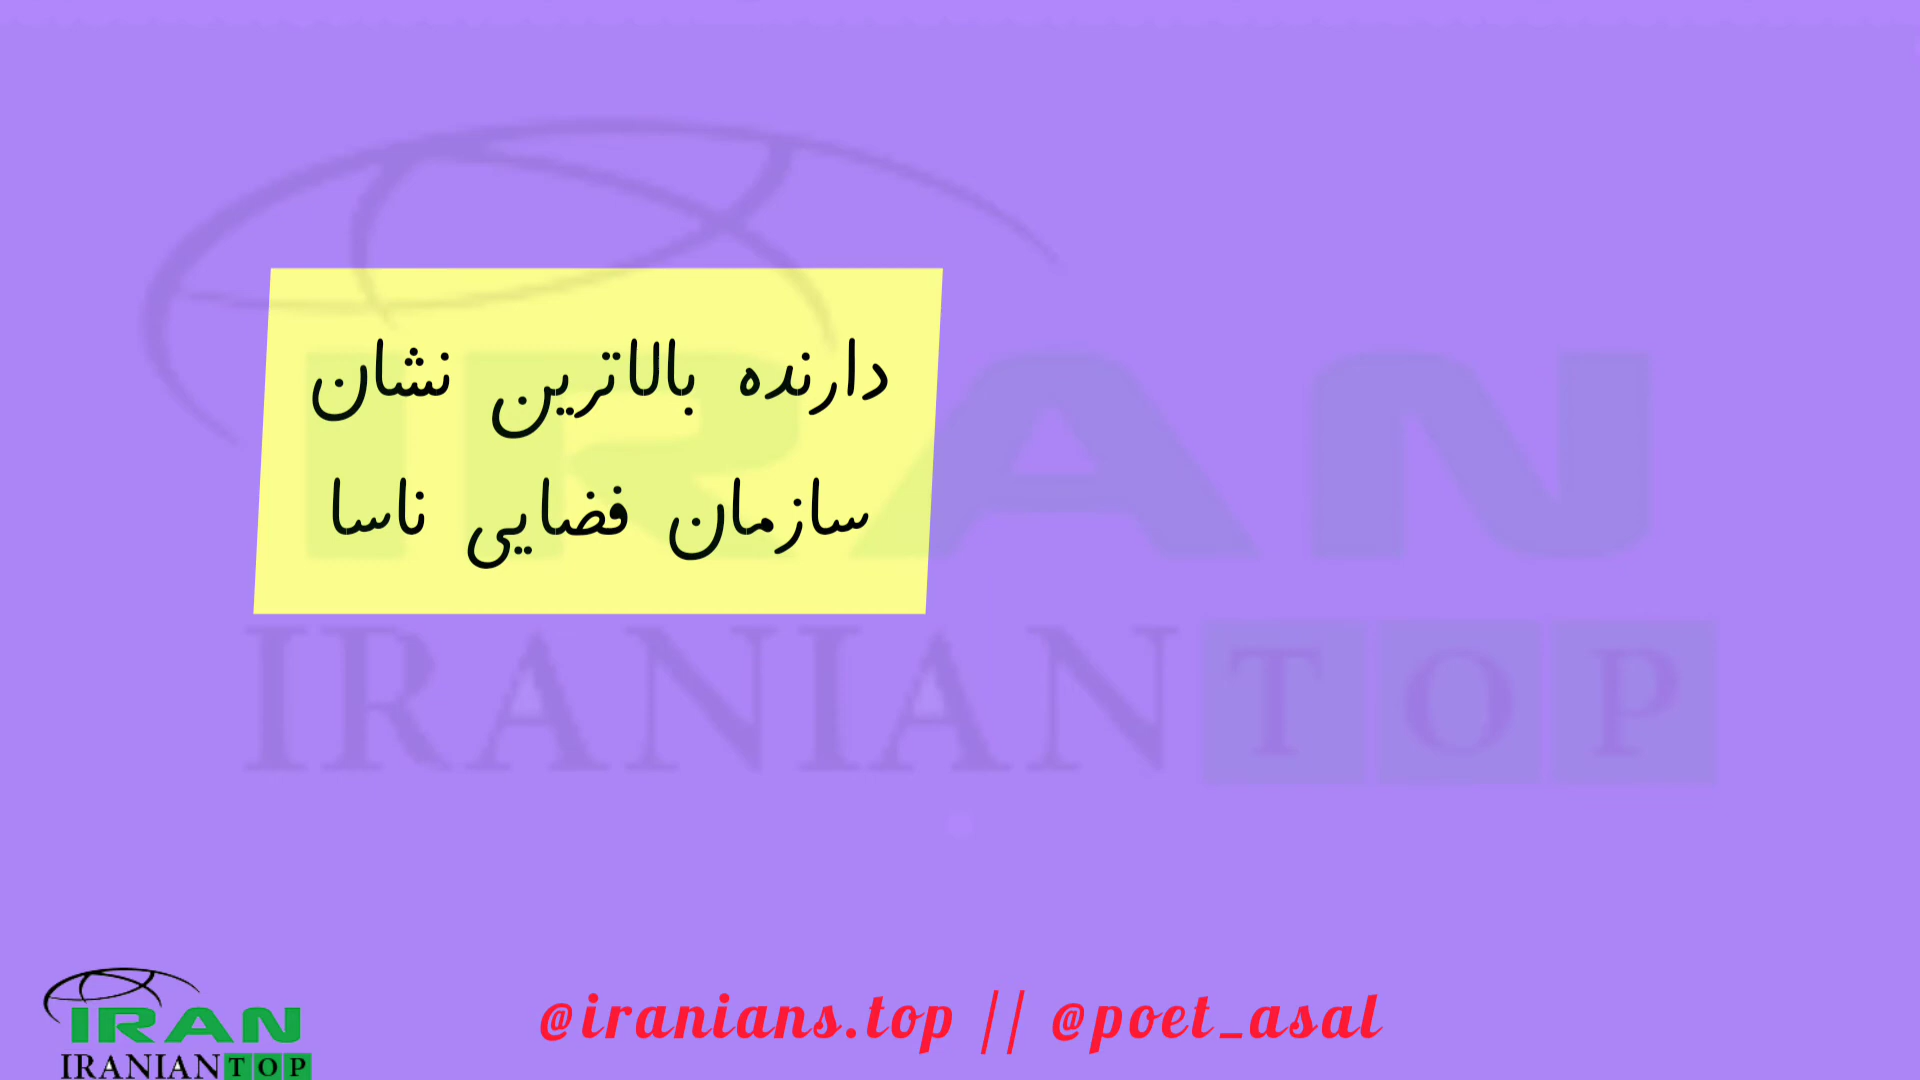 دارنده بالاترین نشان
سازمان فضایی ناسا
IRAN
IRANIANTOP
IRAN
IRANIANTOP
@iranians.top // @poet_asal